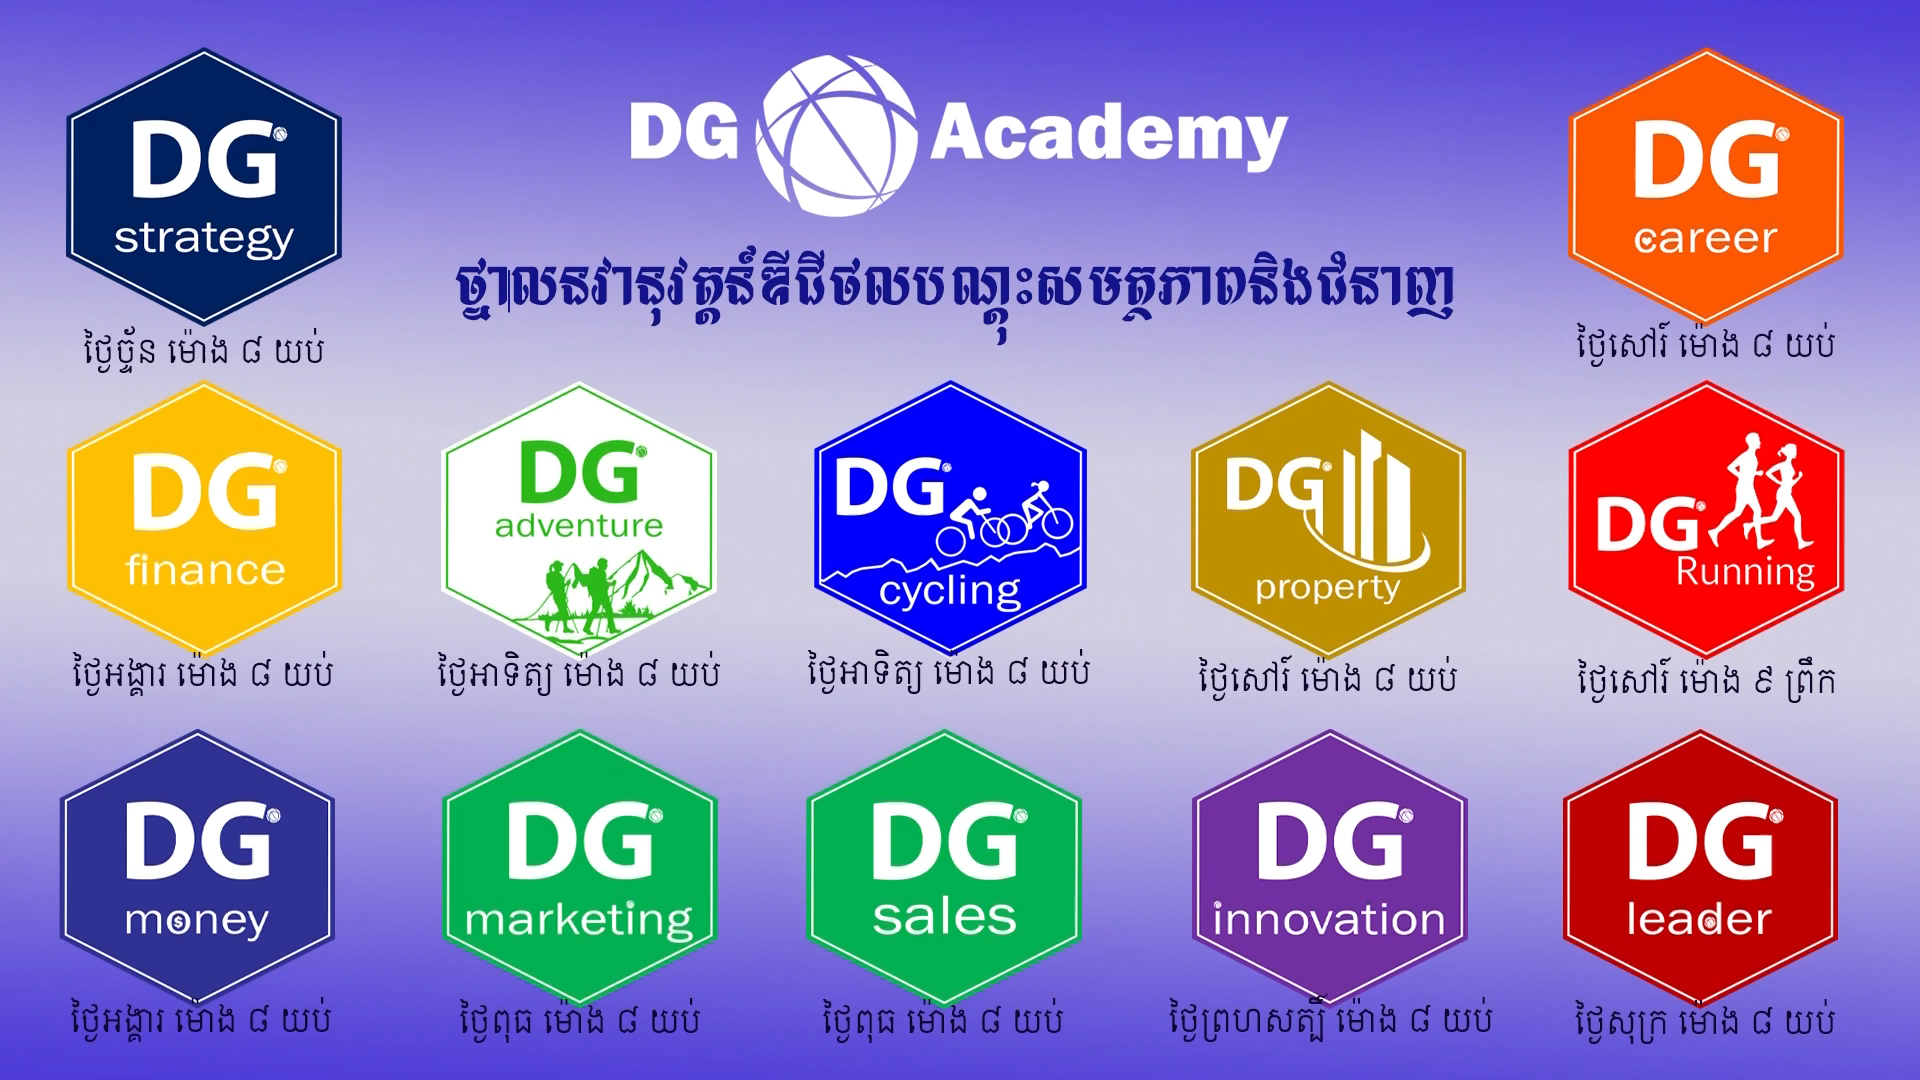 DG Academy
ថ្នាលនវានុវត្តន៍ឌីជីថលបណ្តុះសមត្ថភាពនិងជំនាញ
DG strategy
ថ្ងៃច្ន័ន ម៉ោង ៨ យប់
DG career
ថ្ងៃសៅរ៍ ម៉ោង ៨ យប់
DG finance
ថ្ងៃអង្គារ ម៉ោង ៨ យប់
DG adventure
ថ្ងៃអាទិត្យ ម៉ោង ៨ យប់
DG cycling
ថ្ងៃអាទិត្យ ម៉ោង ៨ យប់
DG property
ថ្ងៃសៅរ៍ ម៉ោង ៨ យប់
DG Running
ថ្ងៃសៅរ៍ ម៉ោង ៩ ព្រឹក
DG money
ថ្ងៃអង្គារ ម៉ោង ៨ យប់
DG marketing
ថ្ងៃពុធ ម៉ោង ៨ យប់
DG sales
ថ្ងៃពុធ ម៉ោង ៨ យប់
DG innovation
ថ្ងៃព្រហសត្បិ៍ ម៉ោង ៨ យប់
DG leader
ថ្ងៃសុក្រ ម៉ោង ៨ យប់